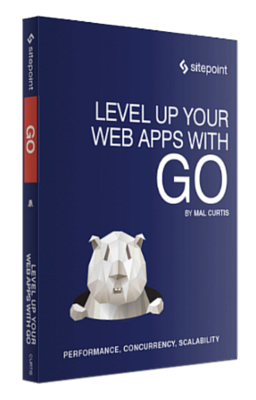 sitepoint
LEVEL UP YOUR
WEB APPS WITH
GO
BY MAL CURTIS
PERFORMANCE, CONCURRENCY, SCALABILITY
sitepoint
GO
LEVEL UP YOUR
WEB APPS WITH GO
CURTIS